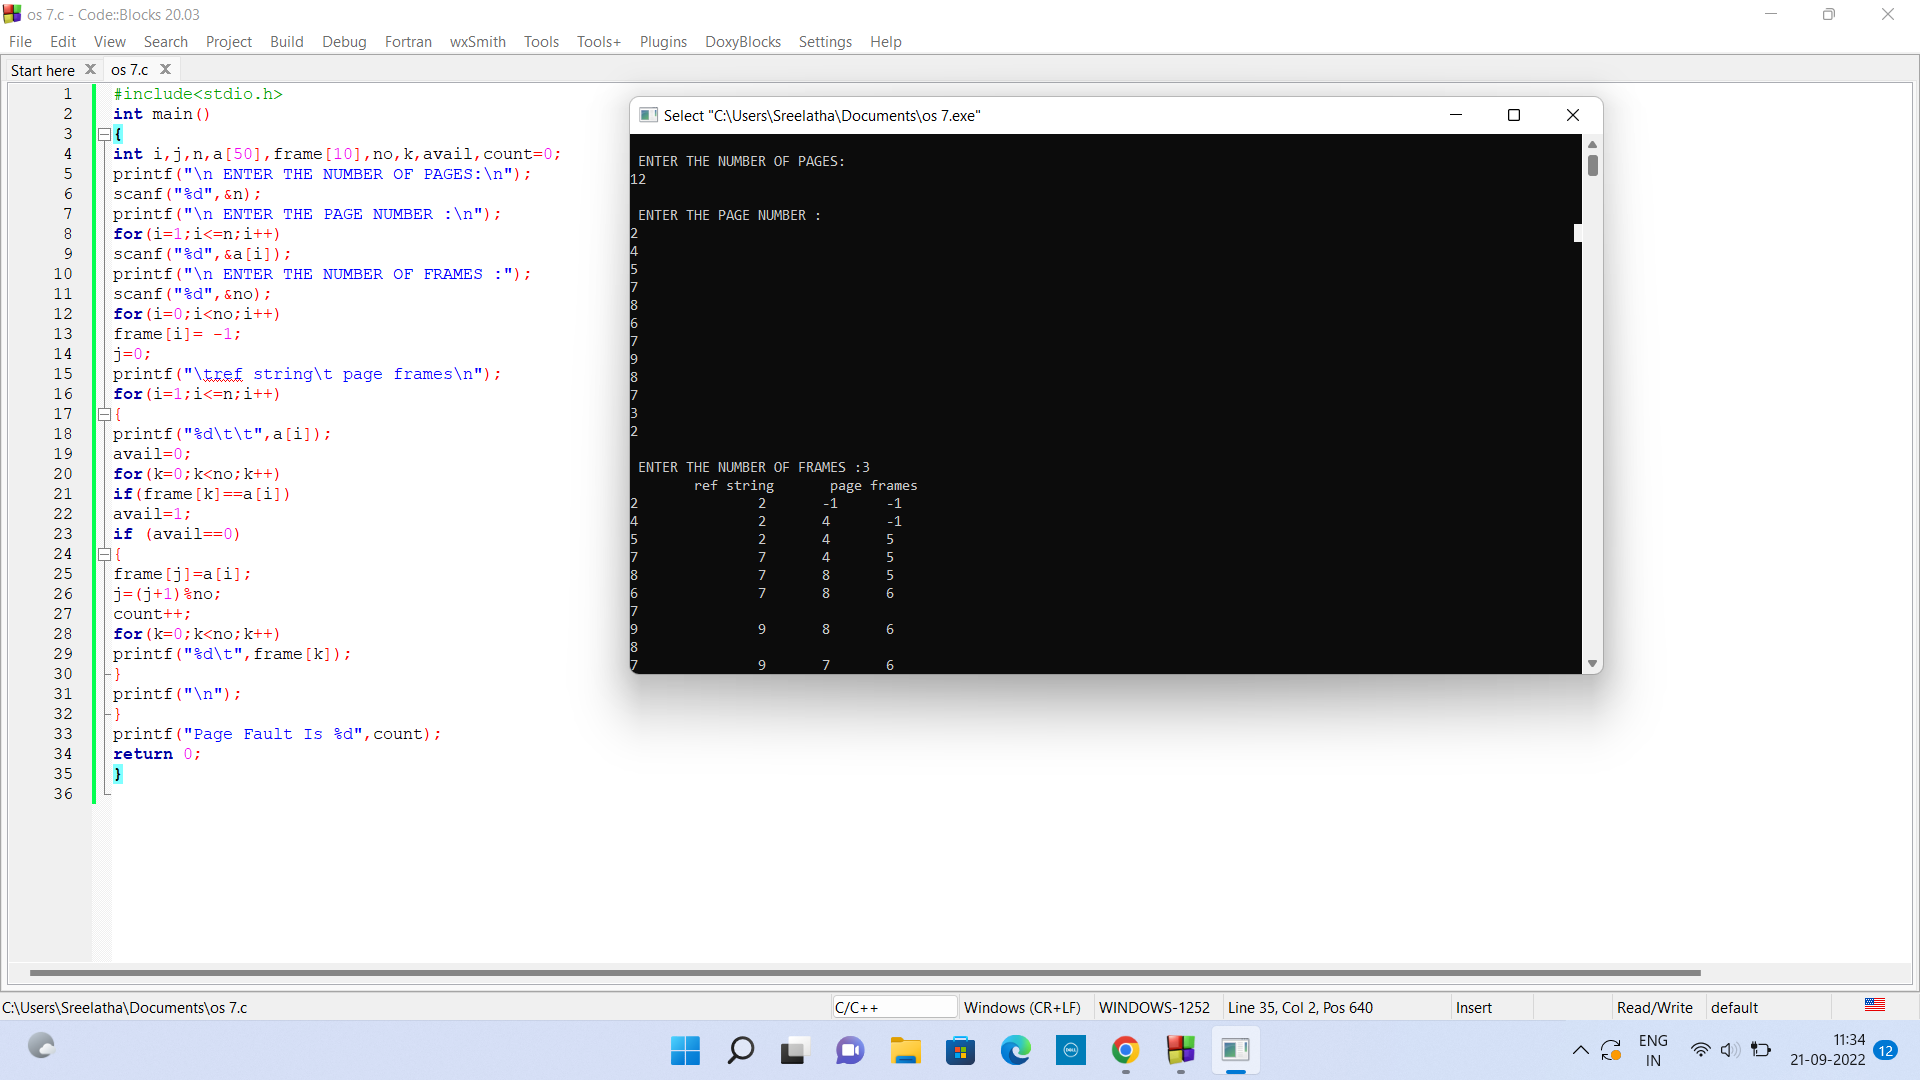 os 7.c - Code::Blocks 20.03
File Edit View Search Project Build Debug Fortran wxSmith Tools Tools+ Plugins DoxyBlocks Settings Help
Start here os 7.c
1 #include<stdio.h>
2 int main()
3 {
4 int i,j,n,a[50],frame[10],no,k,avail,count=0;
5 printf("\n ENTER THE NUMBER OF PAGES:\n");
6 scanf("%d",&n);
7 printf("\n ENTER THE PAGE NUMBER :\n");
8 for(i=1;i<=n;i++)
9 scanf("%d",&a[i]);
10 printf("\n ENTER THE NUMBER OF FRAMES :");
11 scanf("%d",&no);
12 for(i=0;i<no;i++)
13 frame[i]= -1;
14 j=0;
15 printf("\tref string\t page frames\n");
16 for(i=1;i<=n;i++)
17 {
18 printf("%d\t\t",a[i]);
19 avail=0;
20 for(k=0;k<no;k++)
21 if(frame[k]==a[i])
22 avail=1;
23 if (avail==0)
24 {
25 frame[j]=a[i];
26 j=(j+1)%no;
27 count++;
28 for(k=0;k<no;k++)
29 printf("%d\t",frame[k]);
30 }
31 printf("\n");
32 }
33 printf("Page Fault Is %d",count);
34 return 0;
35 }
36
Select "C:\Users\Sreelatha\Documents\os 7.exe"
ENTER THE NUMBER OF PAGES:
12
ENTER THE PAGE NUMBER :
2
4
5
7
8
6
7
9
8
7
3
2
ENTER THE NUMBER OF FRAMES :3
ref string page frames
2 2 -1 -1
4 2 4 -1
5 2 4 5
7 7 4 5
8 7 8 5
6 7 8 6
7
9 9 8 6
8
7 9 7 6
C:\Users\Sreelatha\Documents\os 7.c C/C++ Windows (CR+LF) WINDOWS-1252 Line 35, Col 2, Pos 640 Insert Read/Write default
ENG 11:34
IN 21-09-2022 12